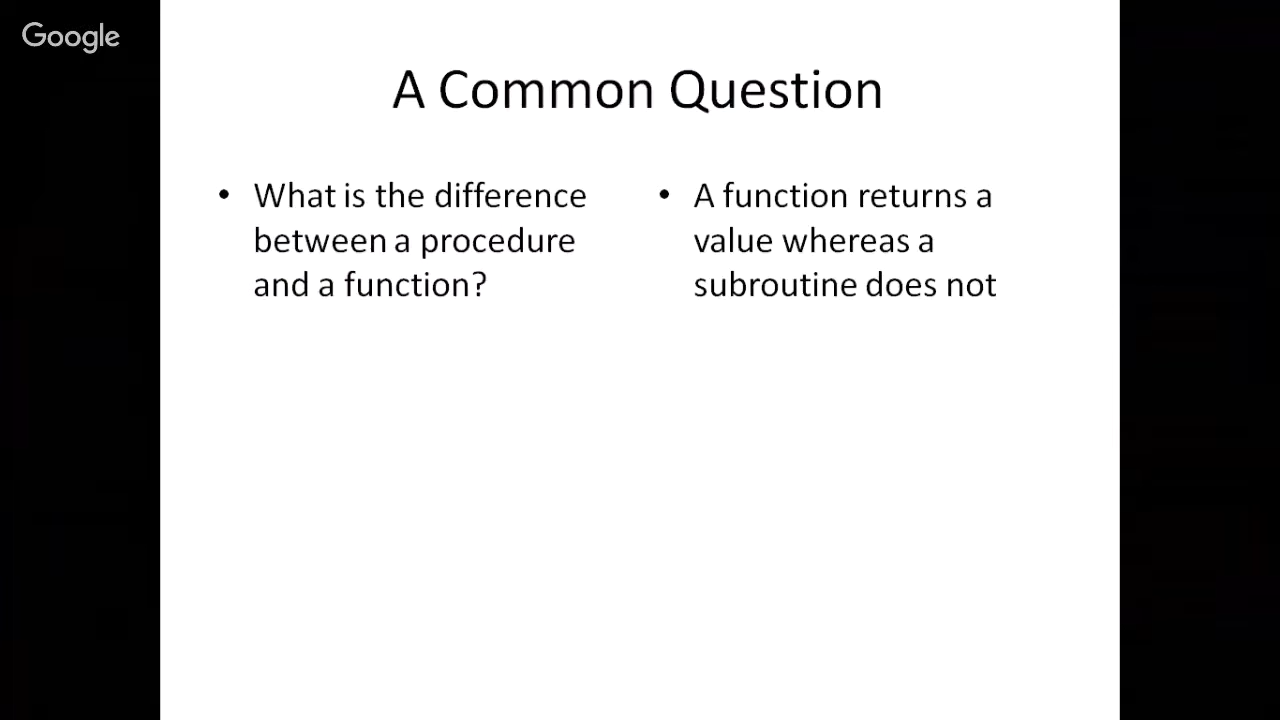 Google
A Common Question
• What is the difference
between a procedure
and a function?
• A function returns a
value whereas a
subroutine does not